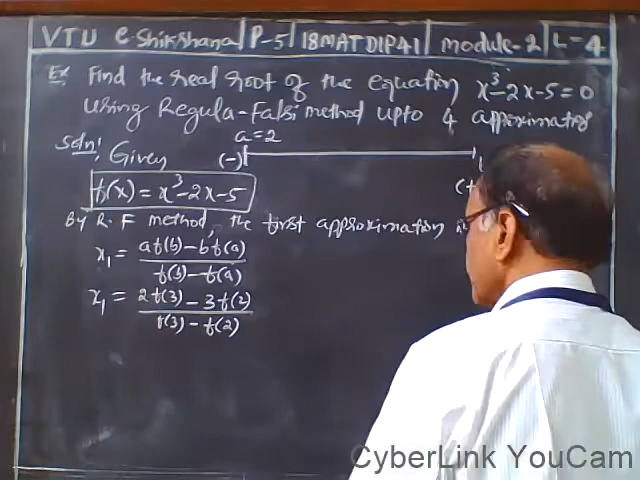 VTU e-Shikshana | P-5 | 18MATDIP41 | module-2 | L-4
Ex: Find the real root of the equation x³-2x-5=0
Using Regula-Falsi method upto 4 approximates
a=2
Soln: Given
(-)
f(x) = x³-2x-5
By R.F method, the first approximation
x₁ = af(b) - bf(a) / f(b) - f(a)
x₁ = 2f(3) - 3f(2) / f(3) - f(2)
CyberLink YouCam